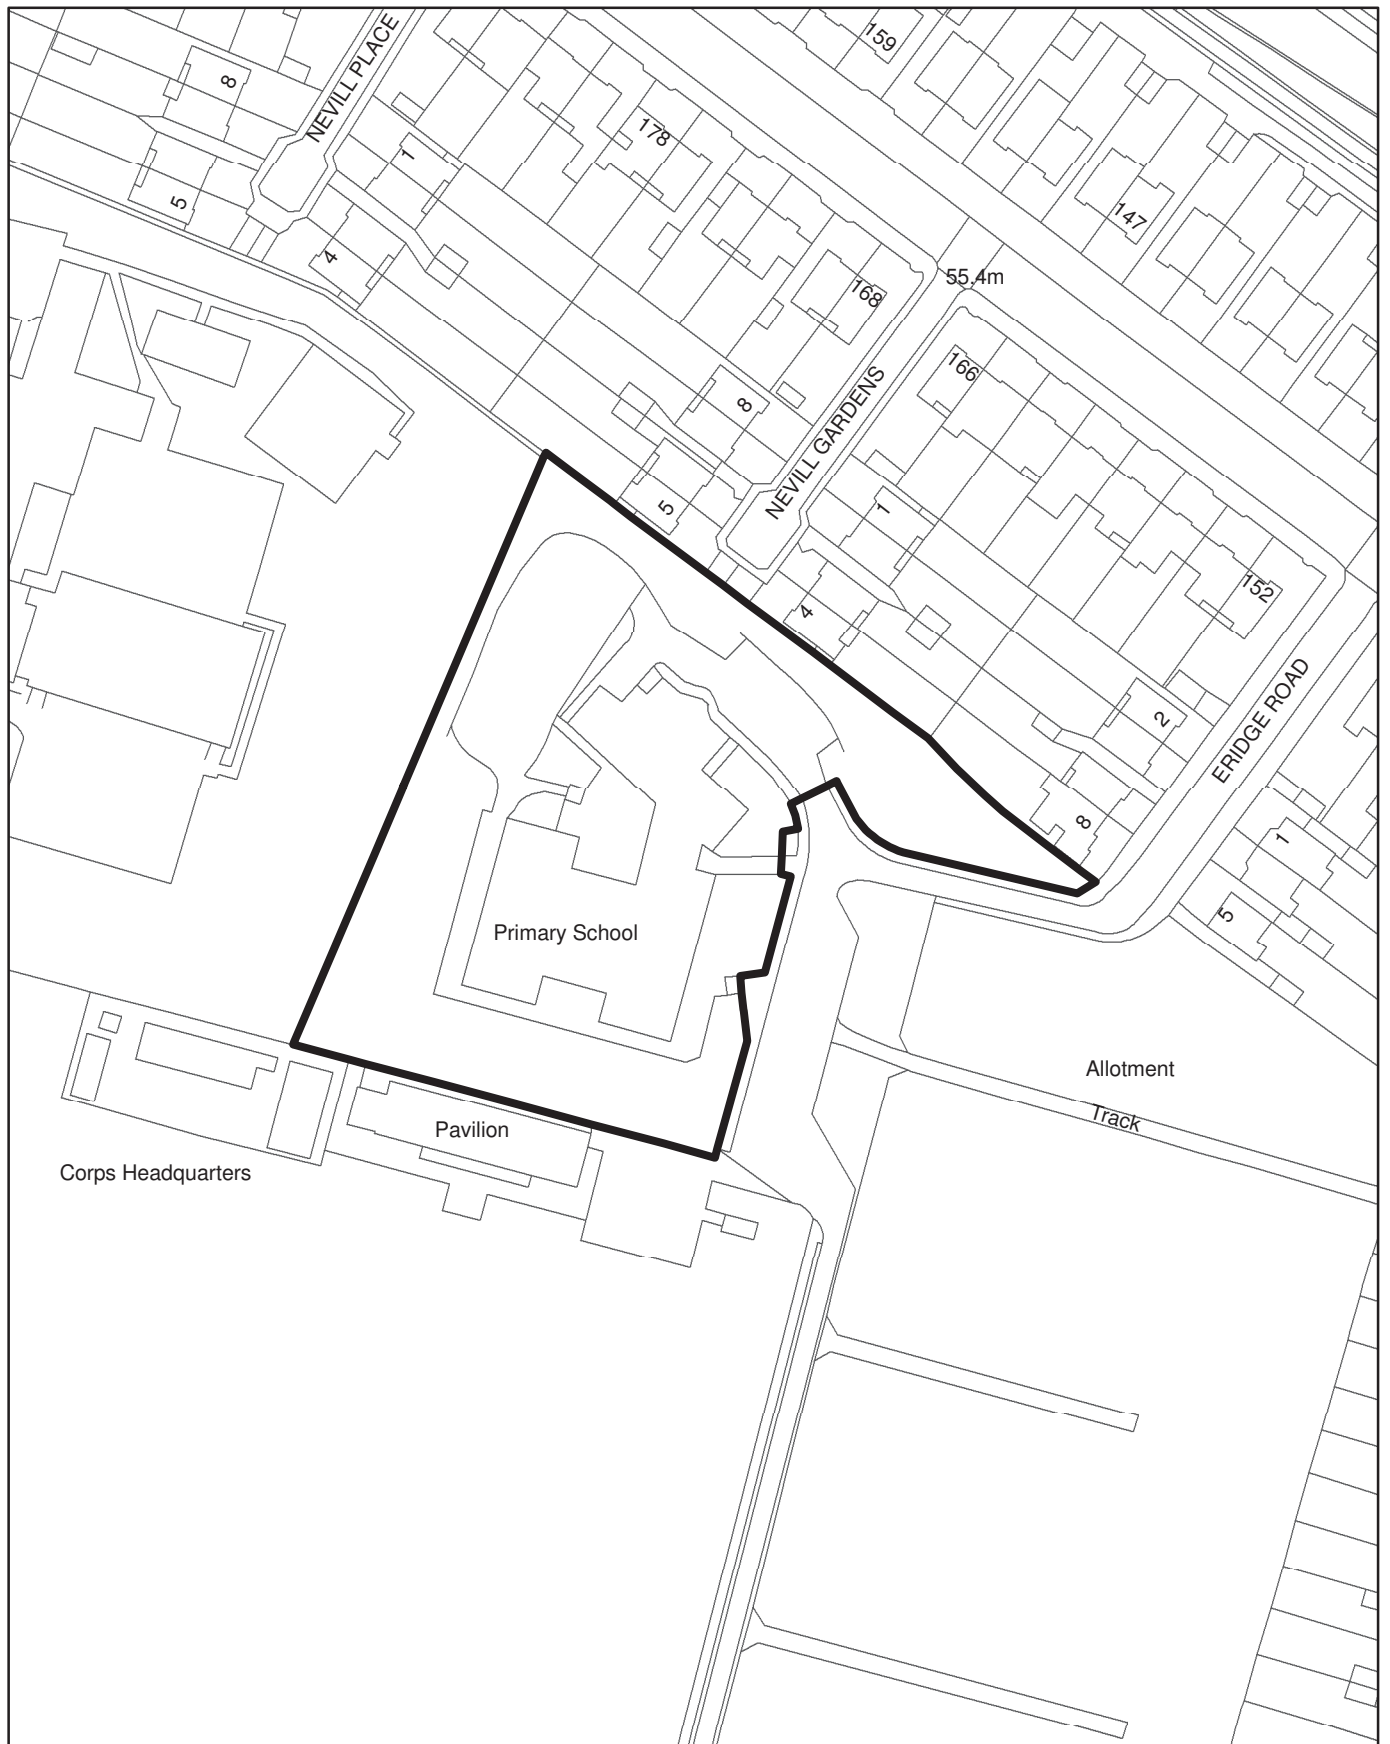 159
8
NEVILL PLACE
178
1
147
5
4
55.4m
168
166
8
NEVILL GARDENS
5
1
152
4
ERIDGE ROAD
2
8
1
5
Primary School
Allotment
Track
Pavilion
Corps Headquarters